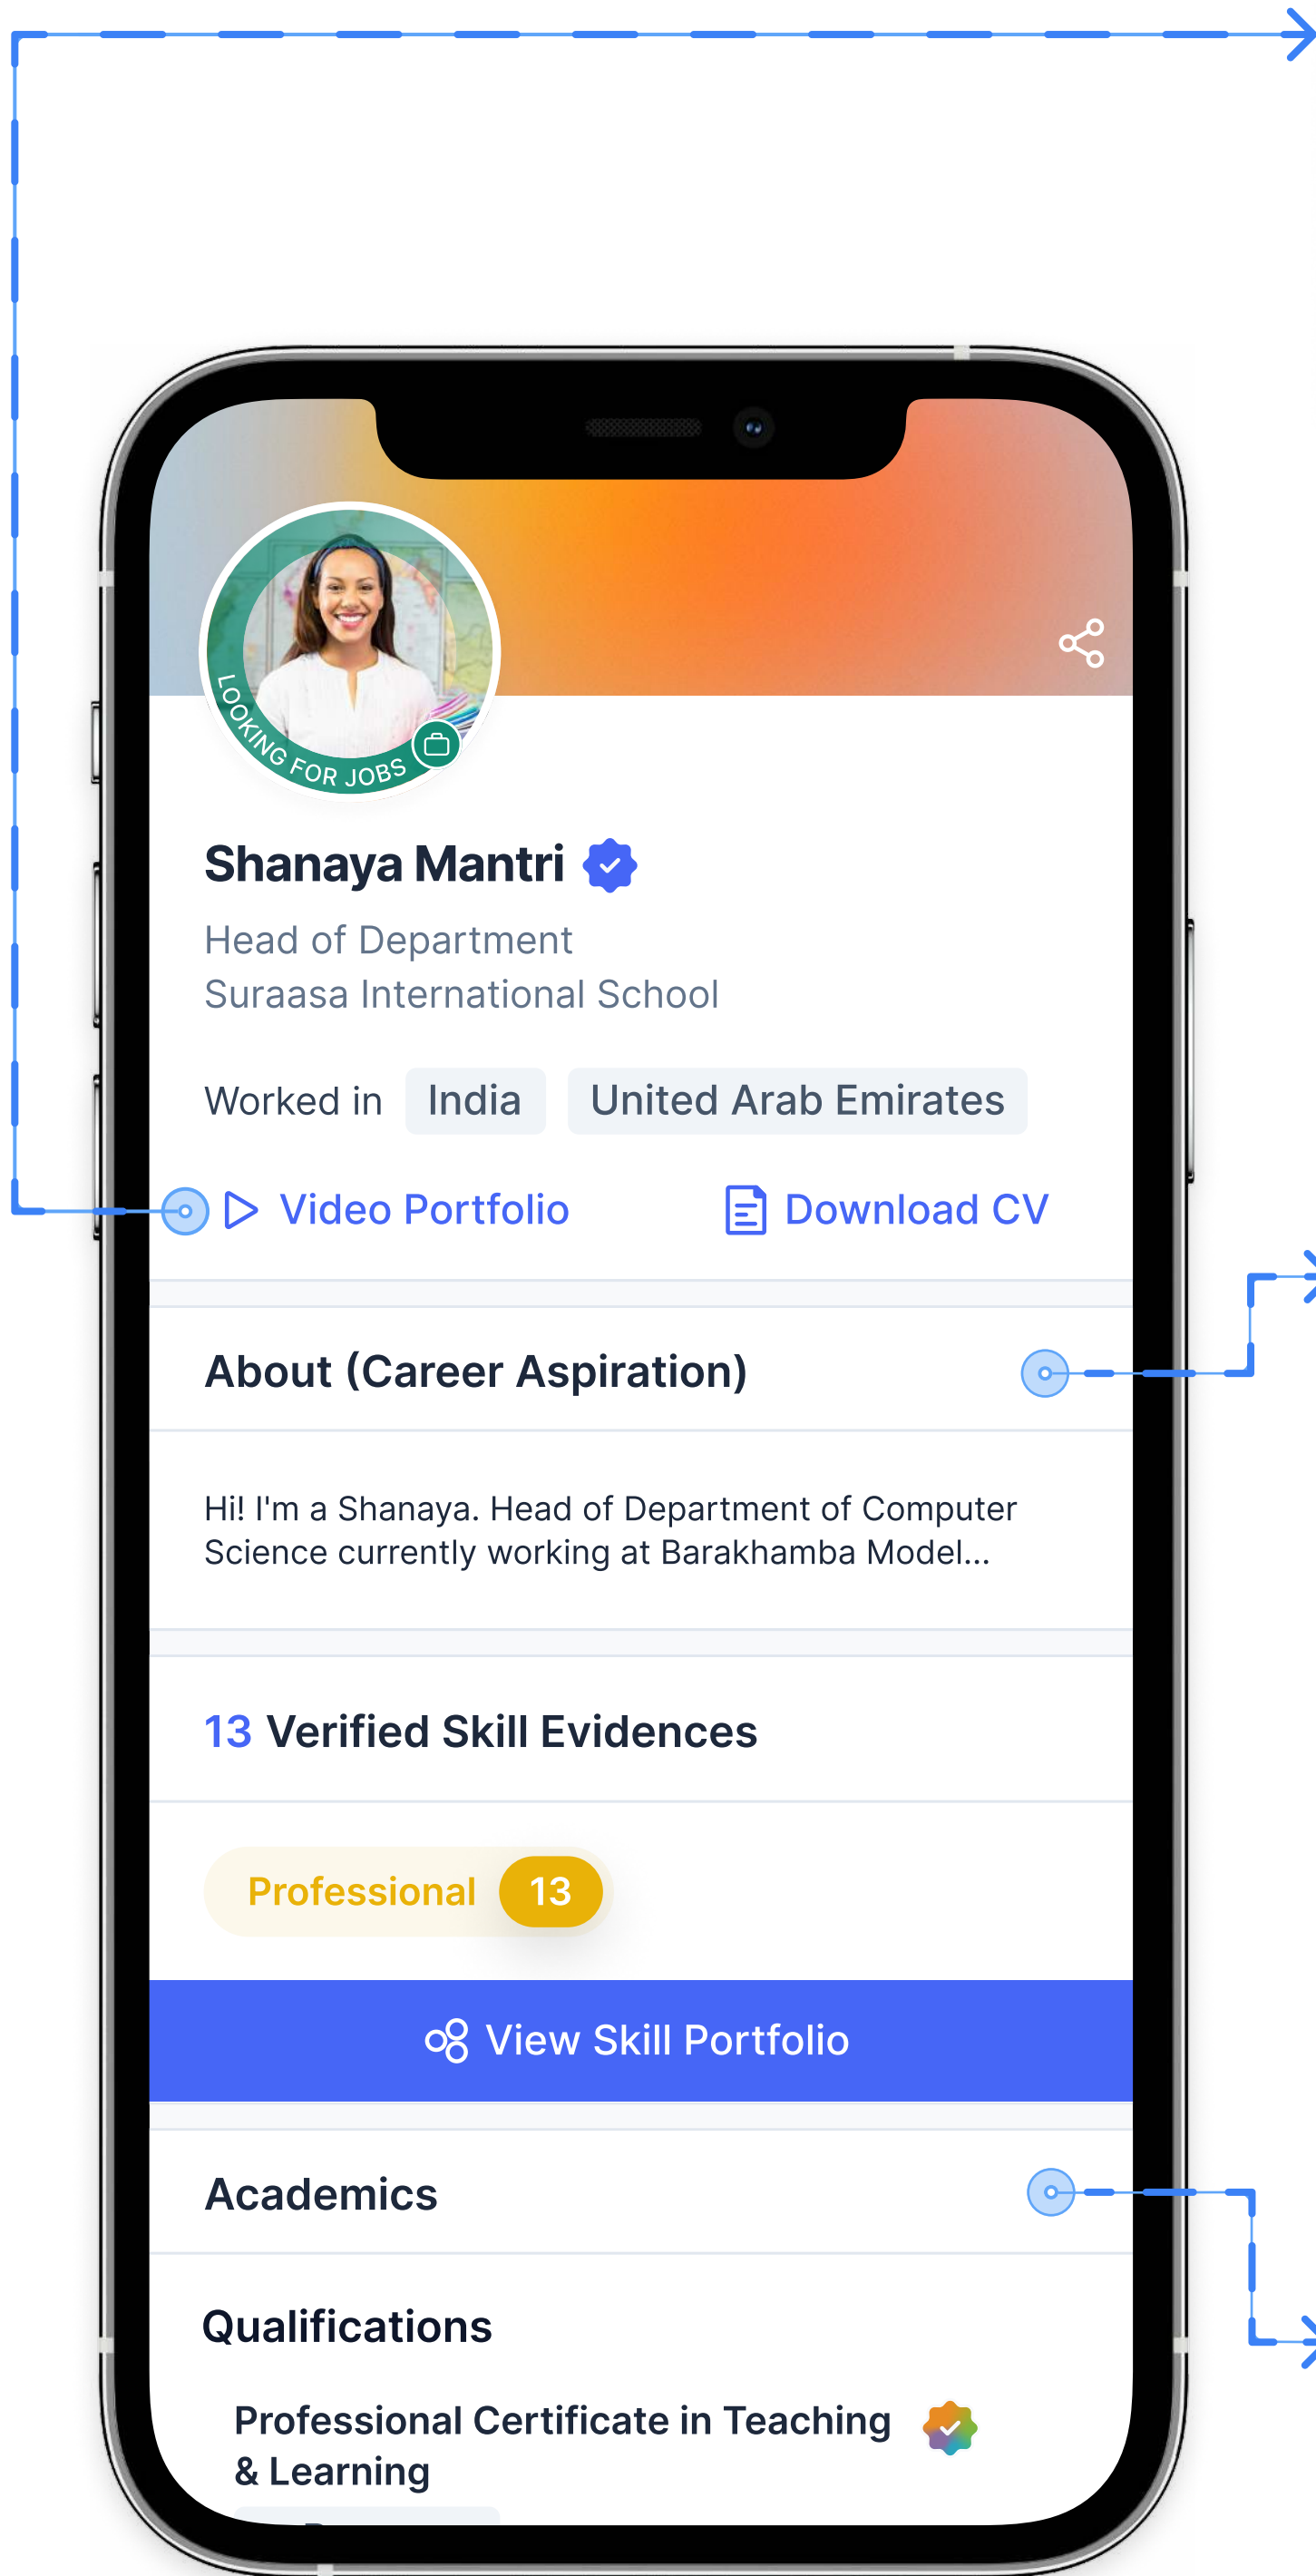 LOOKING FOR JOBS
Shanaya Mantri
Head of Department
Suraasa International School
Worked in India United Arab Emirates
Video Portfolio Download CV
About (Career Aspiration)
Hi! I'm a Shanaya. Head of Department of Computer
Science currently working at Barakhamba Model...
13 Verified Skill Evidences
Professional 13
View Skill Portfolio
Academics
Qualifications
Professional Certificate in Teaching
& Learning